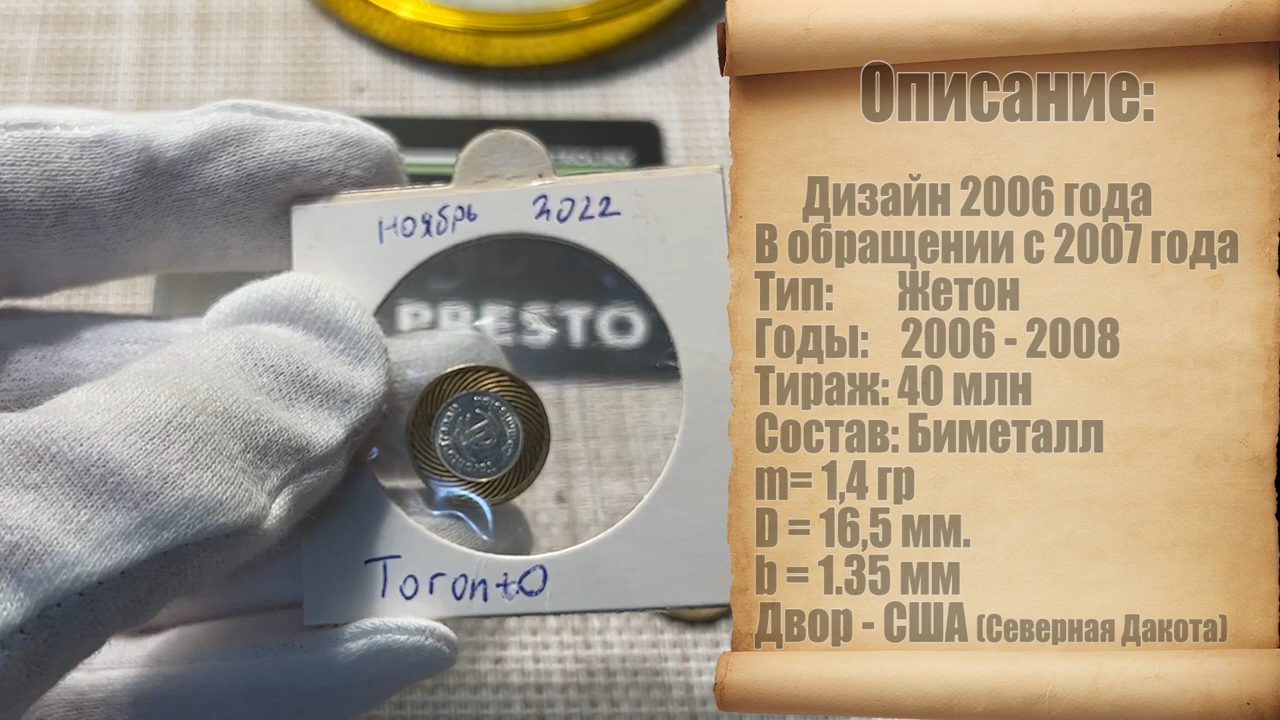 Ноябрь 2022
PRESTO
Toronto
Описание:
Дизайн 2006 года
В обращении с 2007 года
Тип: Жетон
Годы: 2006 - 2008
Тираж: 40 млн
Состав: Биметалл
m= 1,4 гр
D = 16,5 мм.
b = 1.35 мм
Двор - США (Северная Дакота)